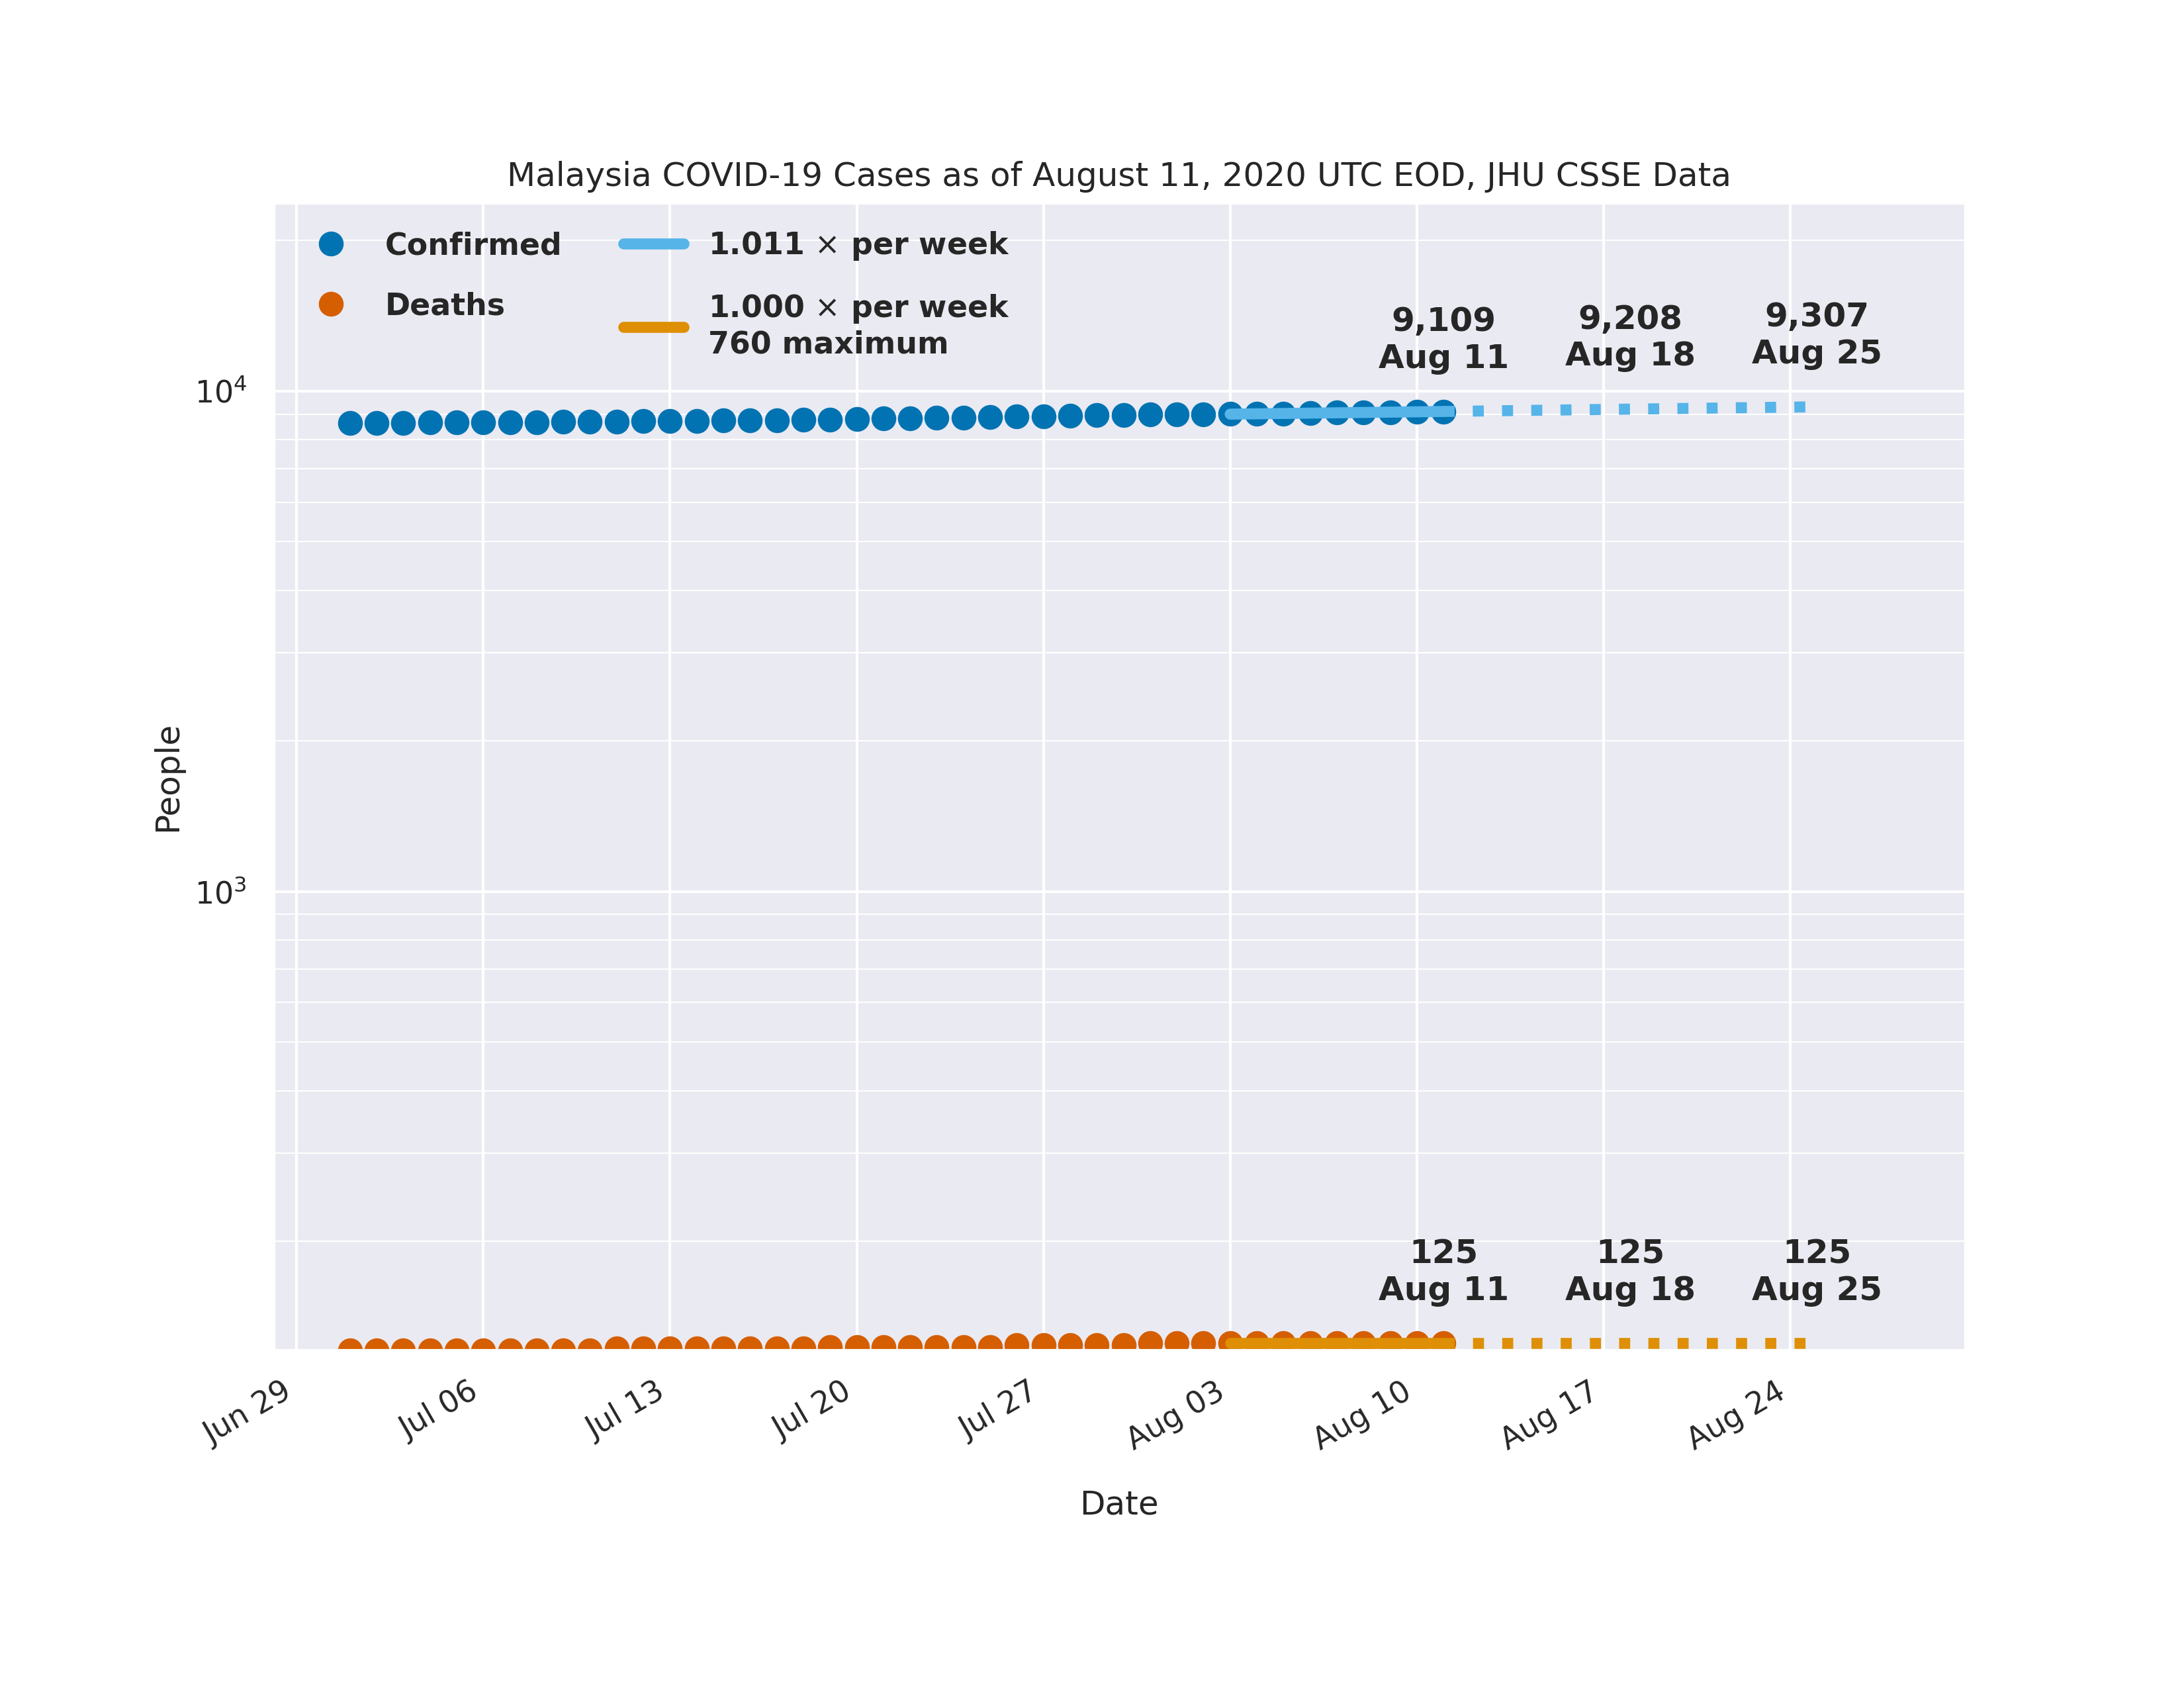 Malaysia COVID-19 Cases as of August 11, 2020 UTC EOD, JHU CSSE Data
Confirmed
Deaths
1.011 × per week
1.000 × per week
760 maximum
9,109
Aug 11
9,208
Aug 18
9,307
Aug 25
10⁴
10³
People
125
Aug 11
125
Aug 18
125
Aug 25
Jun 29
Jul 06
Jul 13
Jul 20
Jul 27
Aug 03
Aug 10
Aug 17
Aug 24
Date